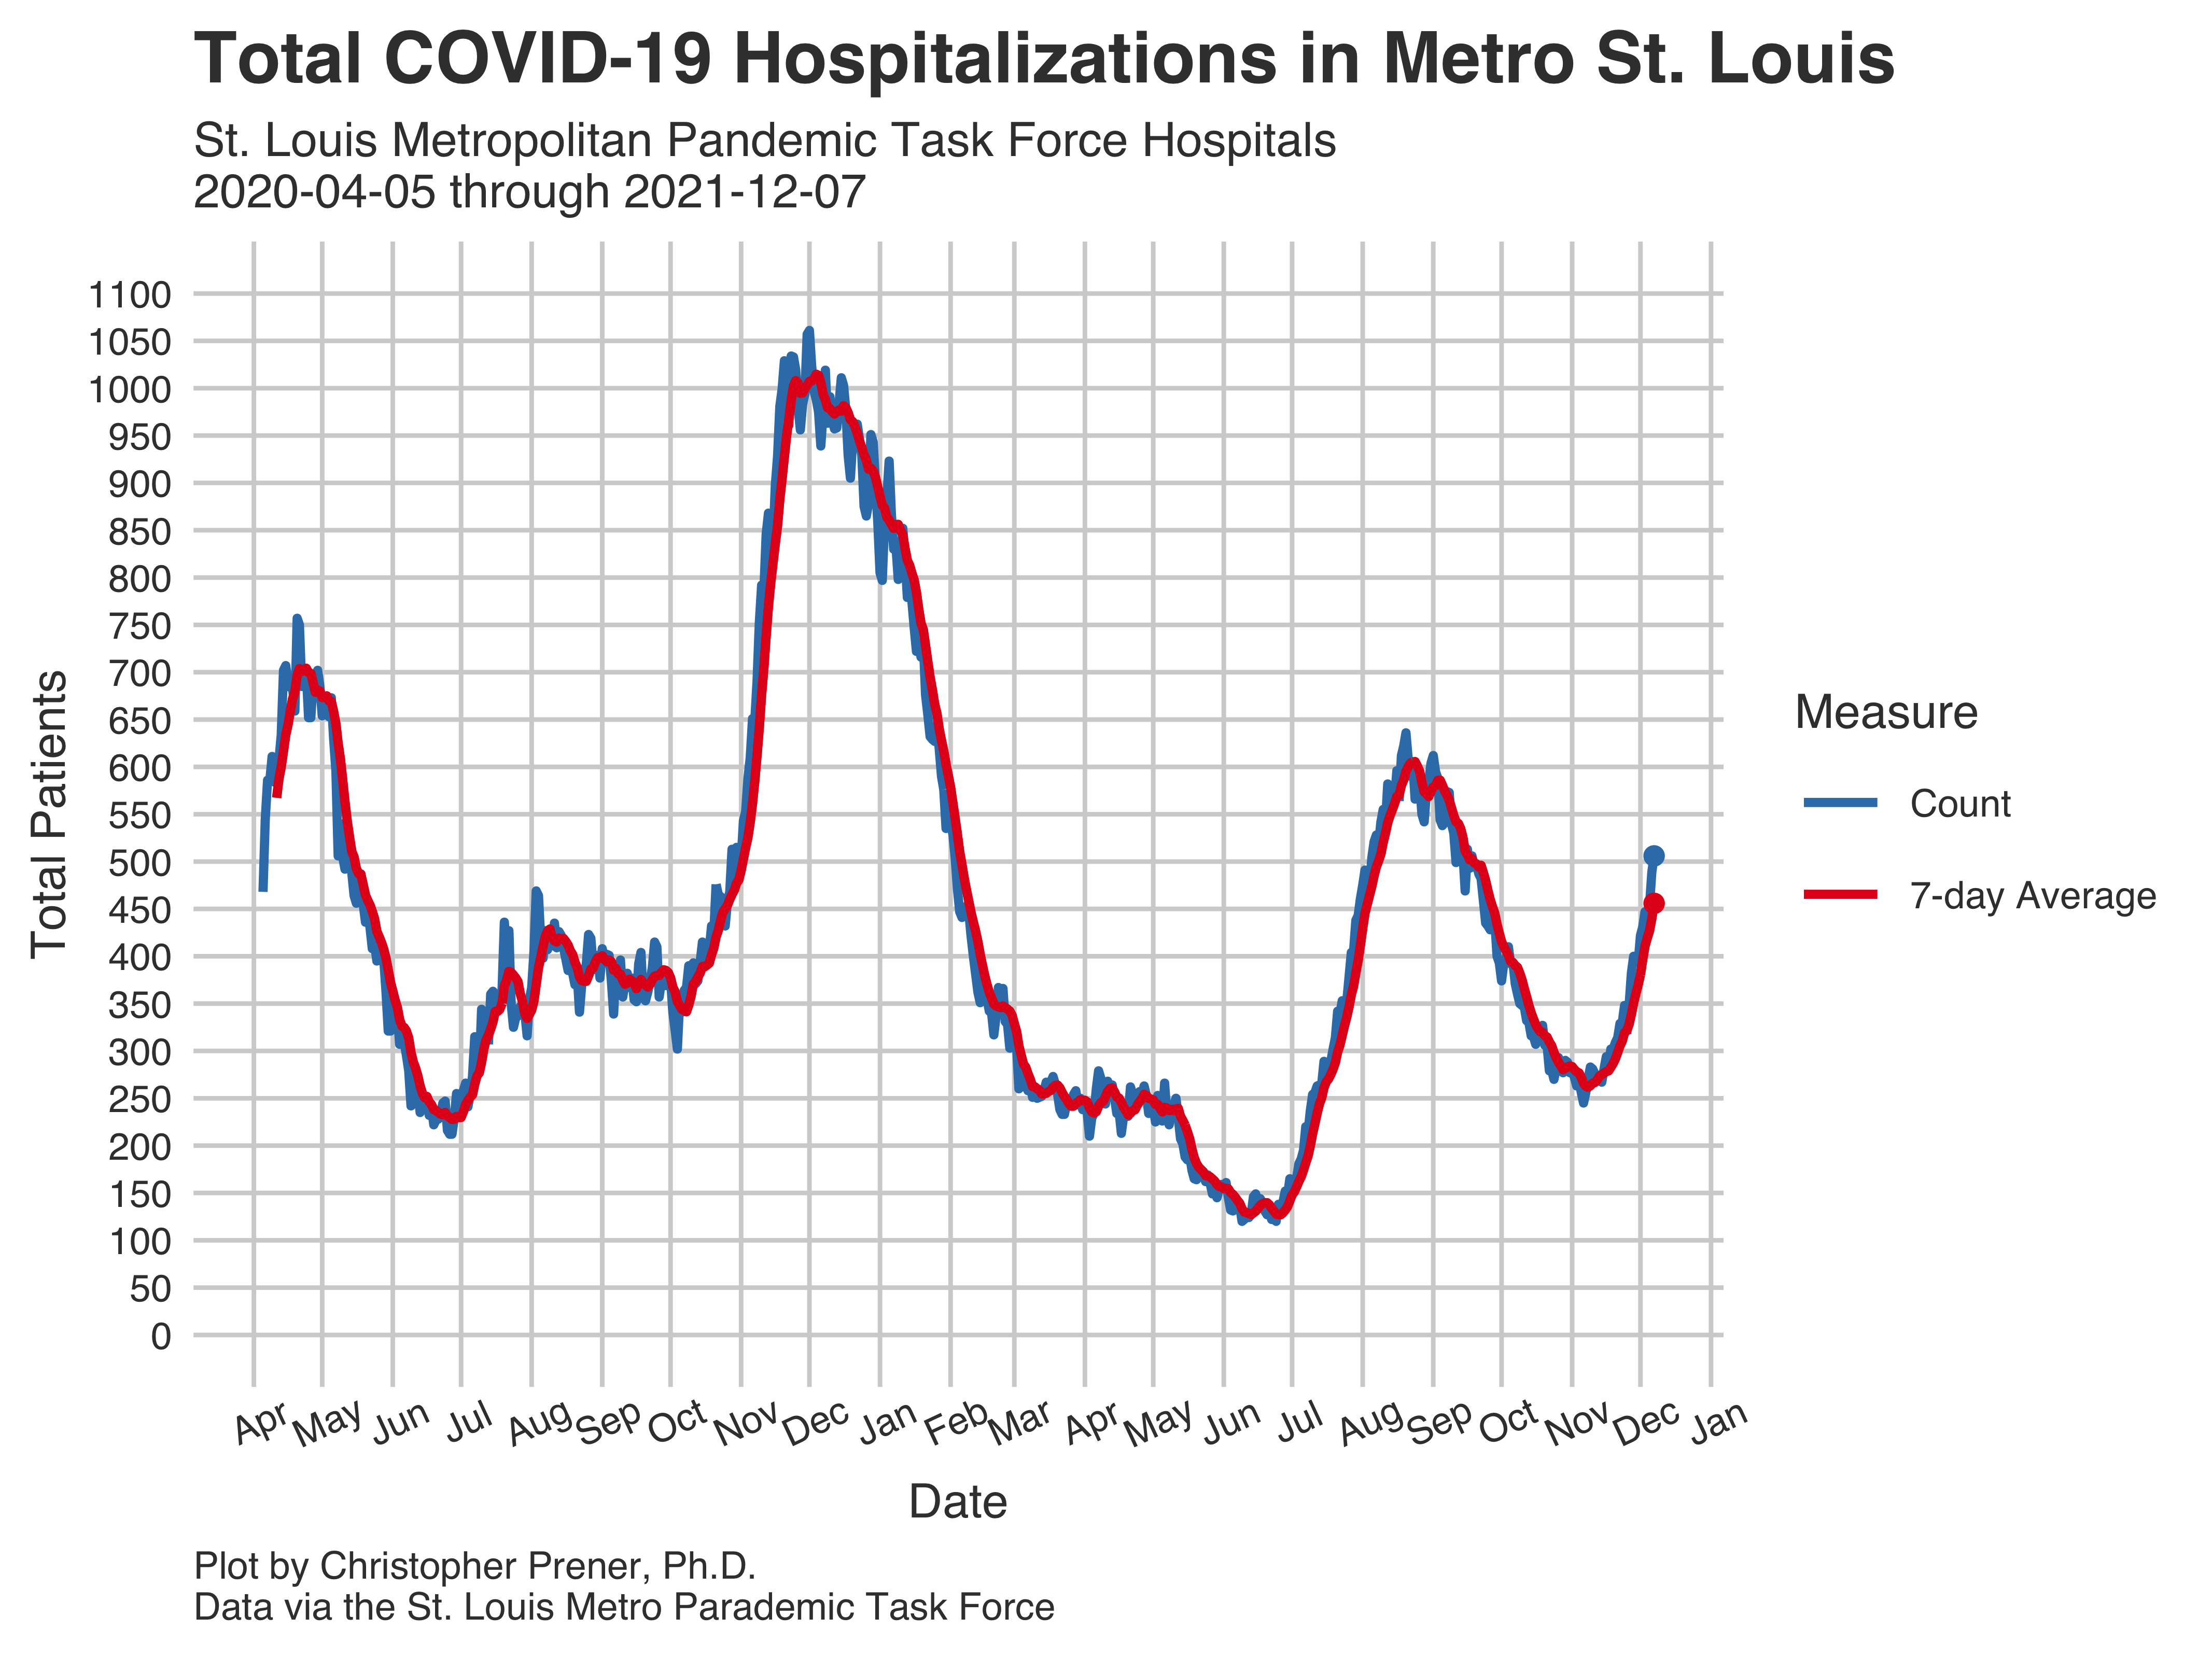 Total COVID-19 Hospitalizations in Metro St. Louis
St. Louis Metropolitan Pandemic Task Force Hospitals
2020-04-05 through 2021-12-07
Total Patients
1100
1050
1000
950
900
850
800
750
700
650
600
550
500
450
400
350
300
250
200
150
100
50
0
Apr May Jun Jul Aug Sep Oct Nov Dec Jan Feb Mar Apr May Jun Jul Aug Sep Oct Nov Dec Jan
Date
Measure
Count
7-day Average
Plot by Christopher Prener, Ph.D.
Data via the St. Louis Metro Parademic Task Force